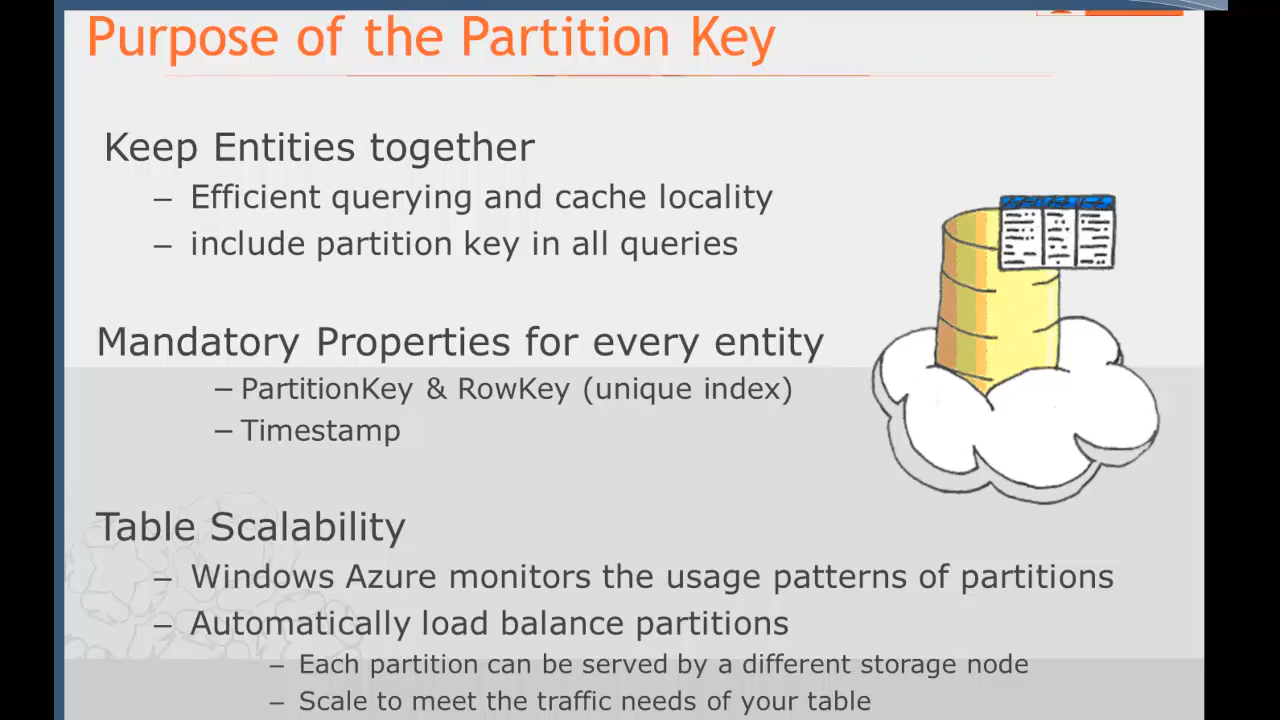 Purpose of the Partition Key
Keep Entities together
– Efficient querying and cache locality
– include partition key in all queries
Mandatory Properties for every entity
– PartitionKey & RowKey (unique index)
– Timestamp
Table Scalability
– Windows Azure monitors the usage patterns of partitions
– Automatically load balance partitions
– Each partition can be served by a different storage node
– Scale to meet the traffic needs of your table